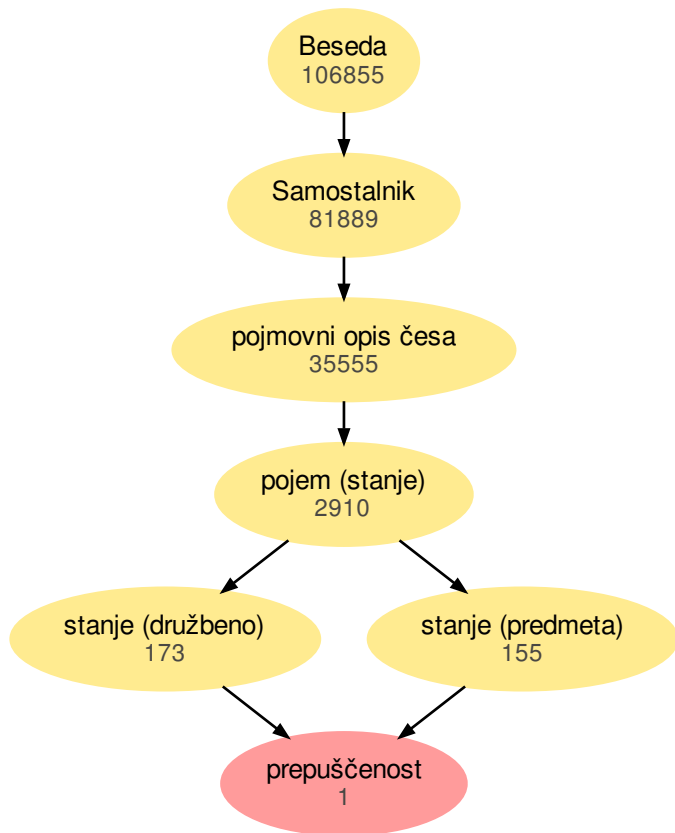 Beseda
106855
Samostalnik
81889
pojmovni opis česa
35555
pojem (stanje)
2910
stanje (družbeno)
173
stanje (predmeta)
155
prepuščenost
1